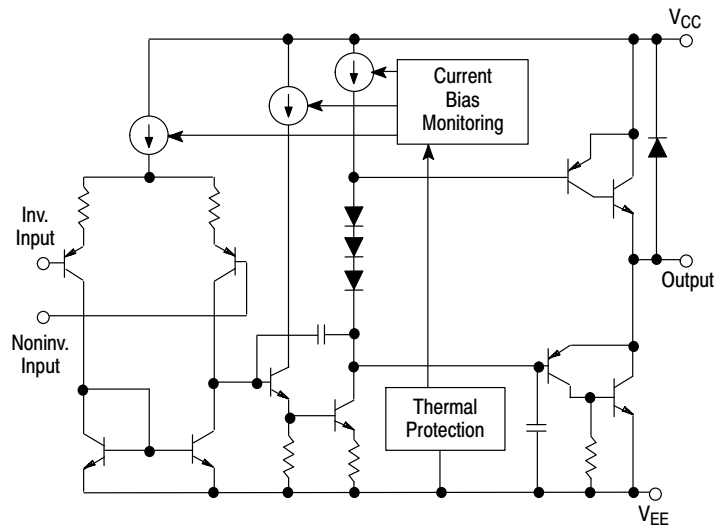 VCC
Current
Bias
Monitoring
Inv.
Input
Output
Noninv.
Input
Thermal
Protection
VEE